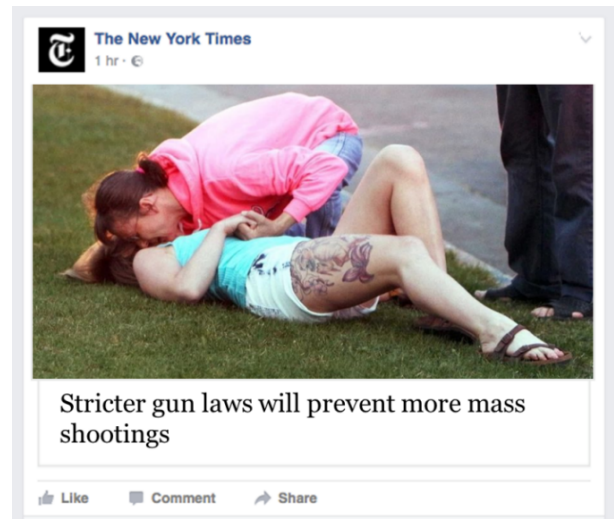 The New York Times
1 hr ·
Stricter gun laws will prevent more mass
shootings
Like Comment Share